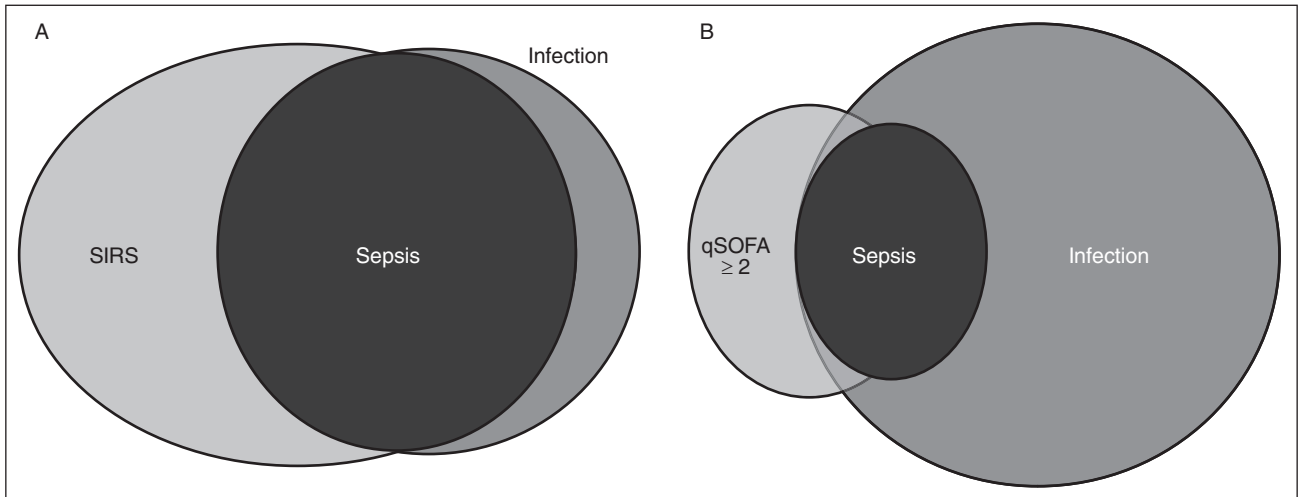 A
Infection
SIRS
Sepsis
B
qSOFA
≥ 2
Sepsis
Infection